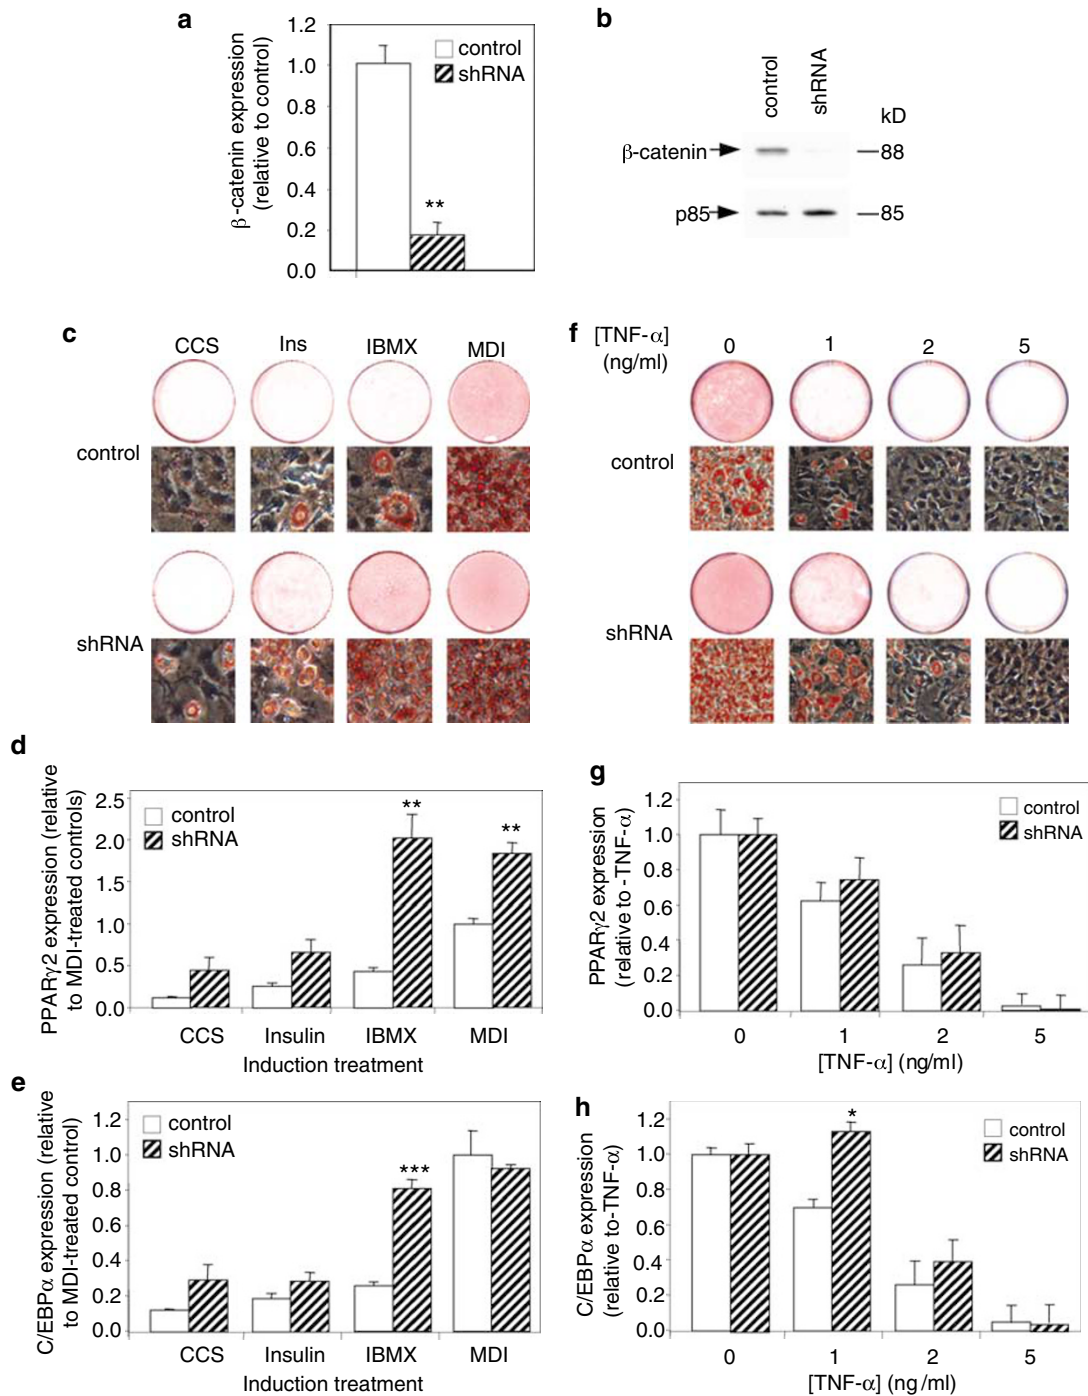 a
β-catenin expression
(relative to control)
1.2
1.0
0.8
0.6
0.4
0.2
0.0
control
shRNA
**
b
control
shRNA
kD
β-catenin
88
p85
85
c
CCS
Ins
IBMX
MDI
control
shRNA
f
[TNF-α]
(ng/ml)
0
1
2
5
control
shRNA
d
PPARγ2 expression (relative
to MDI-treated controls)
2.5
2.0
1.5
1.0
0.5
0.0
control
shRNA
**
**
CCS
Insulin
IBMX
MDI
Induction treatment
g
PPARγ2 expression
(relative to -TNF-α)
1.2
1.0
0.8
0.6
0.4
0.2
0.0
control
shRNA
0
1
2
5
[TNF-α] (ng/ml)
e
C/EBPα expression (relative
to MDI-treated control)
1.2
1.0
0.8
0.6
0.4
0.2
0.0
control
shRNA
***
CCS
Insulin
IBMX
MDI
Induction treatment
h
C/EBPα expression
(relative to-TNF-α)
1.2
1.0
0.8
0.6
0.4
0.2
0.0
*
control
shRNA
0
1
2
5
[TNF-α] (ng/ml)